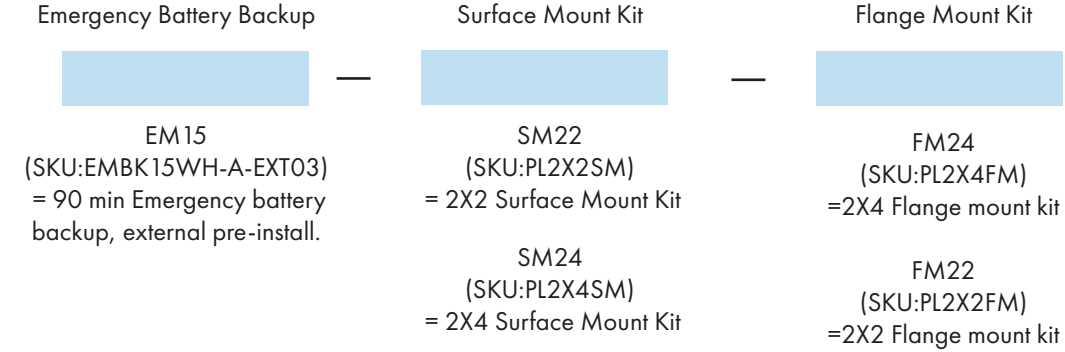 Emergency Battery Backup
EM15
(SKU:EMBK15WH-A-EXT03)
= 90 min Emergency battery
backup, external pre-install.
—
Surface Mount Kit
SM22
(SKU:PL2X2SM)
= 2X2 Surface Mount Kit
SM24
(SKU:PL2X4SM)
= 2X4 Surface Mount Kit
—
Flange Mount Kit
FM24
(SKU:PL2X4FM)
=2X4 Flange mount kit
FM22
(SKU:PL2X2FM)
=2X2 Flange mount kit